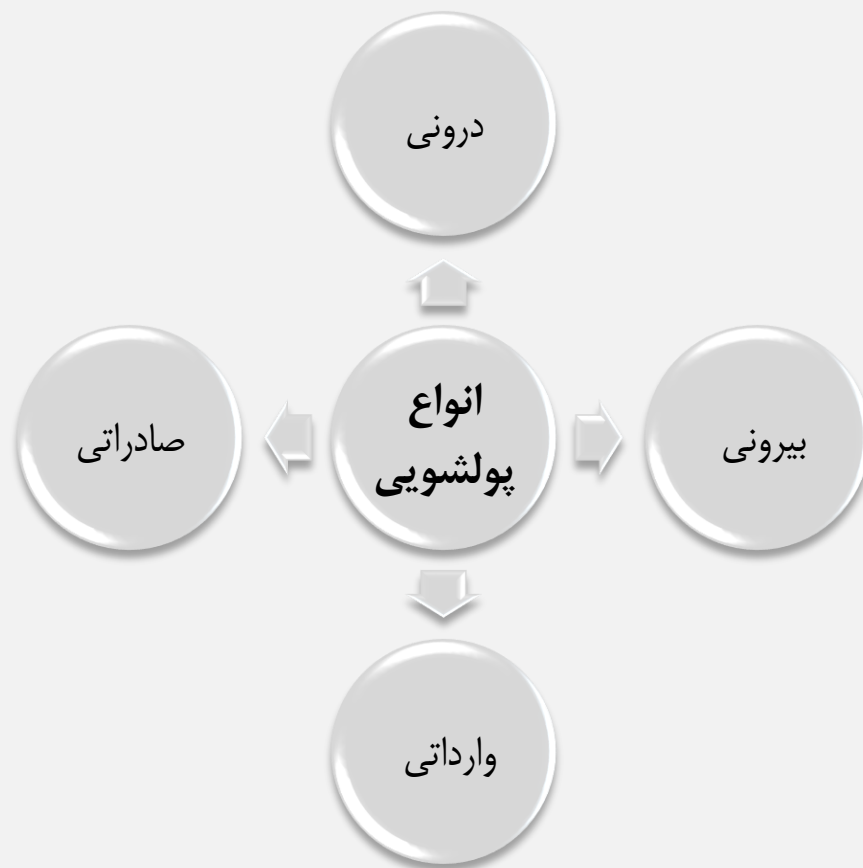 درونی
انواع
پولشویی
بیرونی
صادراتی
وارداتی